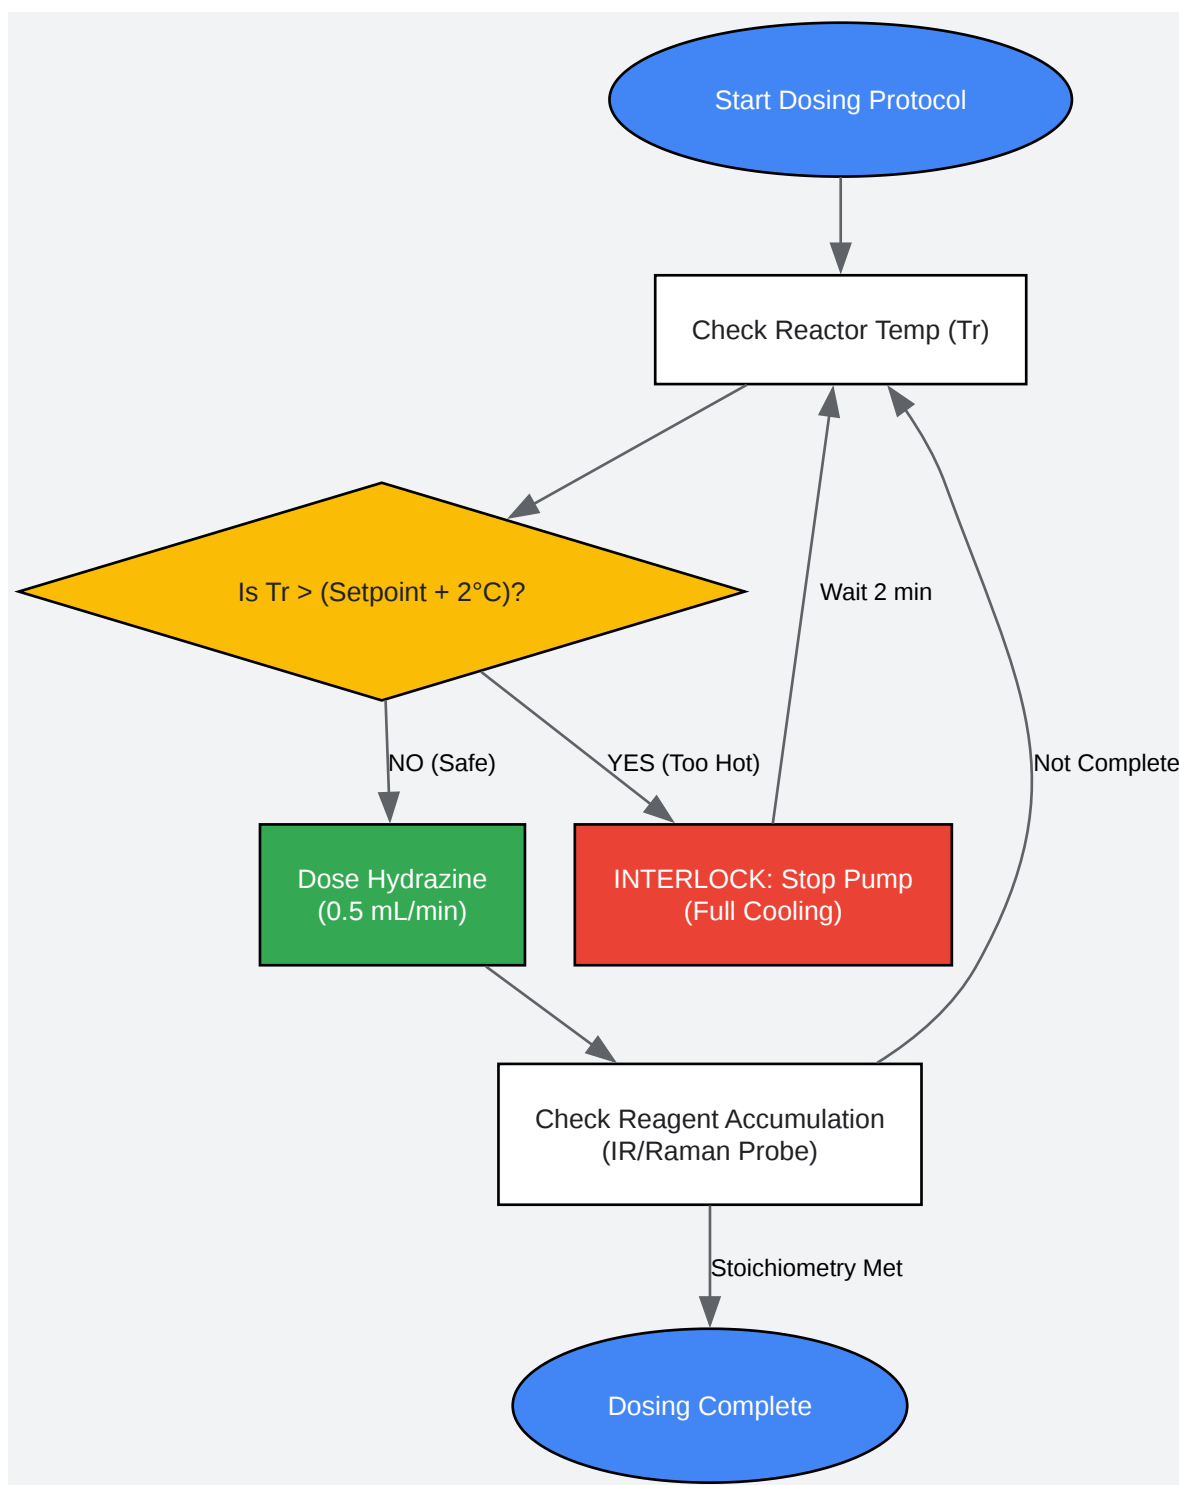 Start Dosing Protocol
Check Reactor Temp (Tr)
Is Tr > (Setpoint + 2°C)?
Wait 2 min
NO (Safe)
YES (Too Hot)
Not Complete
Dose Hydrazine
(0.5 mL/min)
INTERLOCK: Stop Pump
(Full Cooling)
Check Reagent Accumulation
(IR/Raman Probe)
Stoichiometry Met
Dosing Complete